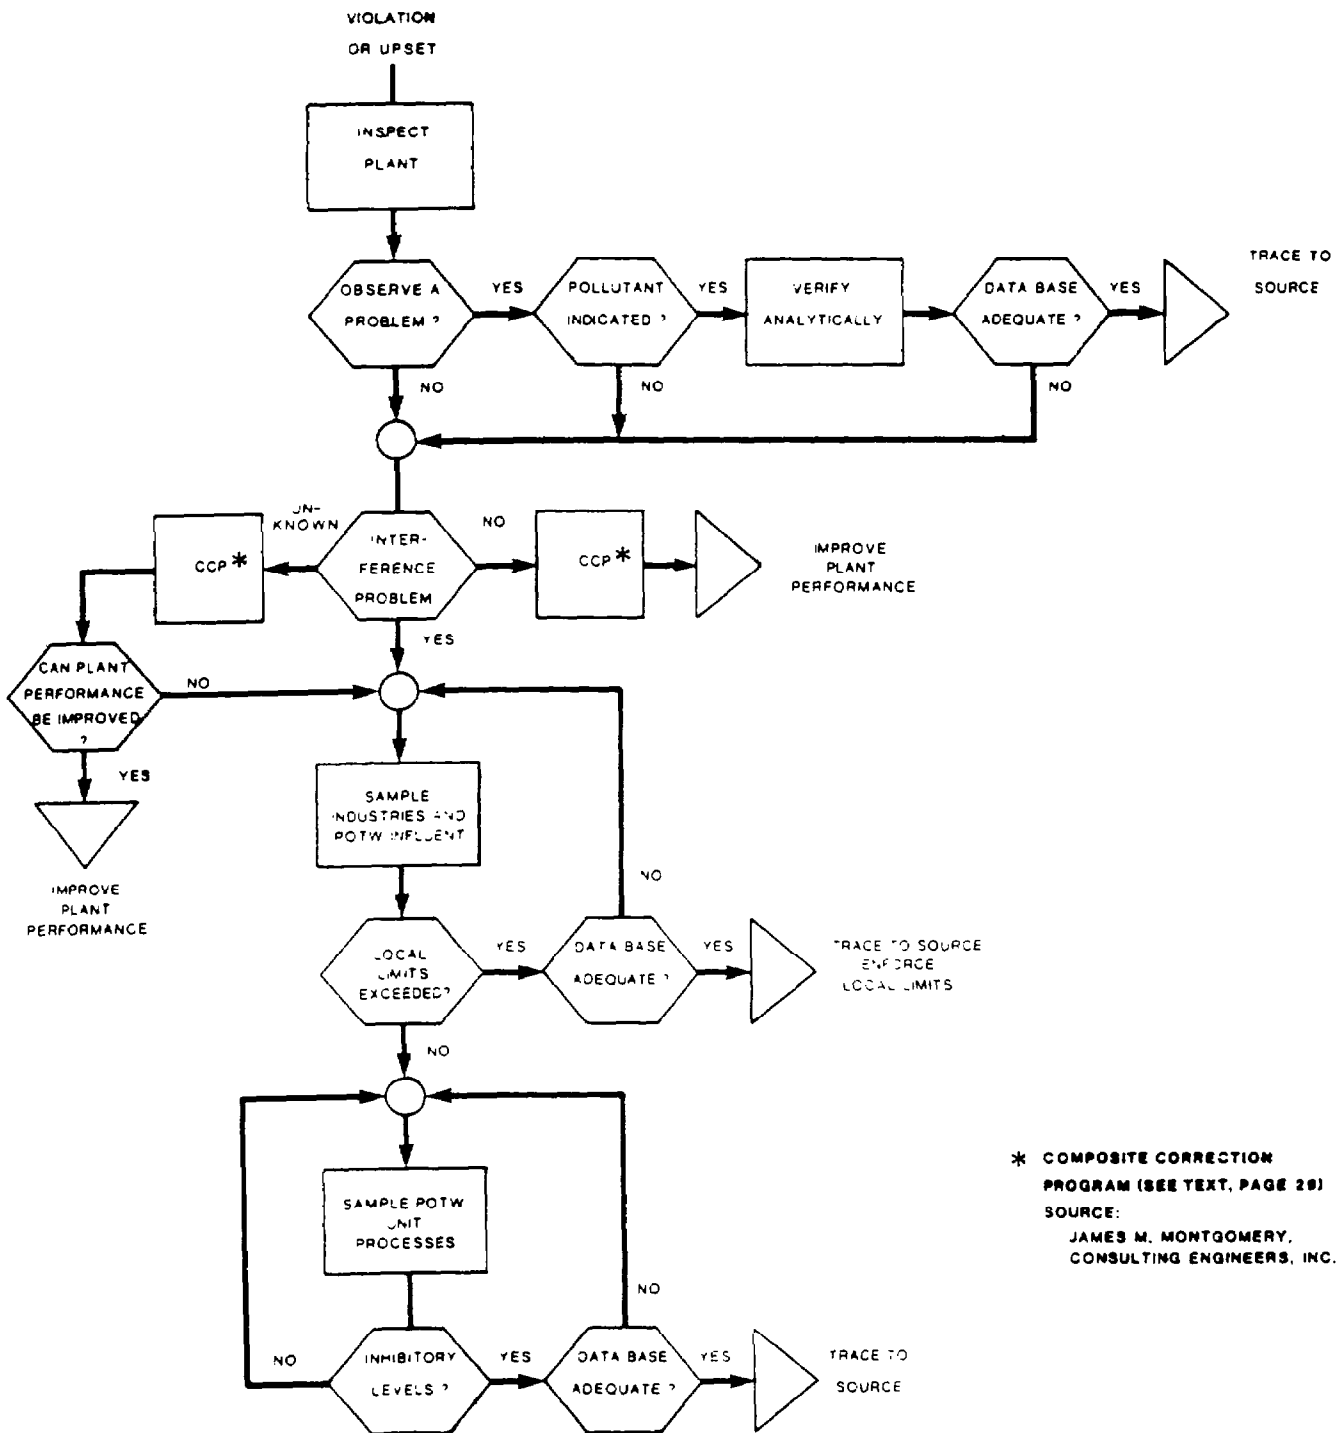 VIOLATION
OR UPSET
INSPECT
PLANT
OBSERVE A
PROBLEM ?
YES
POLLUTANT
INDICATED ?
YES
VERIFY
ANALYTICALLY
DATA BASE
ADEQUATE ?
YES
TRACE TO
SOURCE
NO
NO
NO
UN-
KNOWN
CCP *
INTER-
FERENCE
PROBLEM
NO
CCP *
IMPROVE
PLANT
PERFORMANCE
YES
CAN PLANT
PERFORMANCE
BE IMPROVED
?
NO
YES
IMPROVE
PLANT
PERFORMANCE
SAMPLE
INDUSTRIES AND
POTW INFLUENT
NO
LOCAL
LIMITS
EXCEEDED?
YES
DATA BASE
ADEQUATE ?
YES
TRACE TO SOURCE
ENFORCE
LOCAL LIMITS
NO
SAMPLE POTW
UNIT
PROCESSES
NO
NO
INHIBITORY
LEVELS ?
YES
DATA BASE
ADEQUATE ?
YES
TRACE TO
SOURCE
* COMPOSITE CORRECTION
PROGRAM (SEE TEXT, PAGE 29)
SOURCE:
JAMES M. MONTGOMERY,
CONSULTING ENGINEERS, INC.